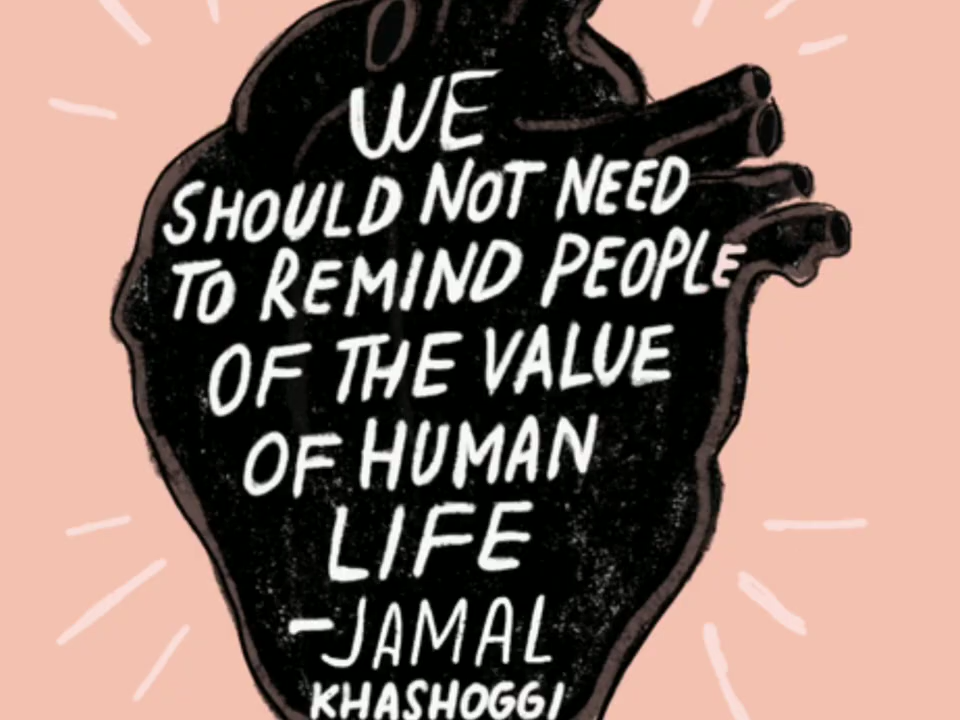 WE
SHOULD NOT NEED
TO REMIND PEOPLE
OF THE VALUE
OF HUMAN
LIFE
-JAMAL
KHASHOGGI